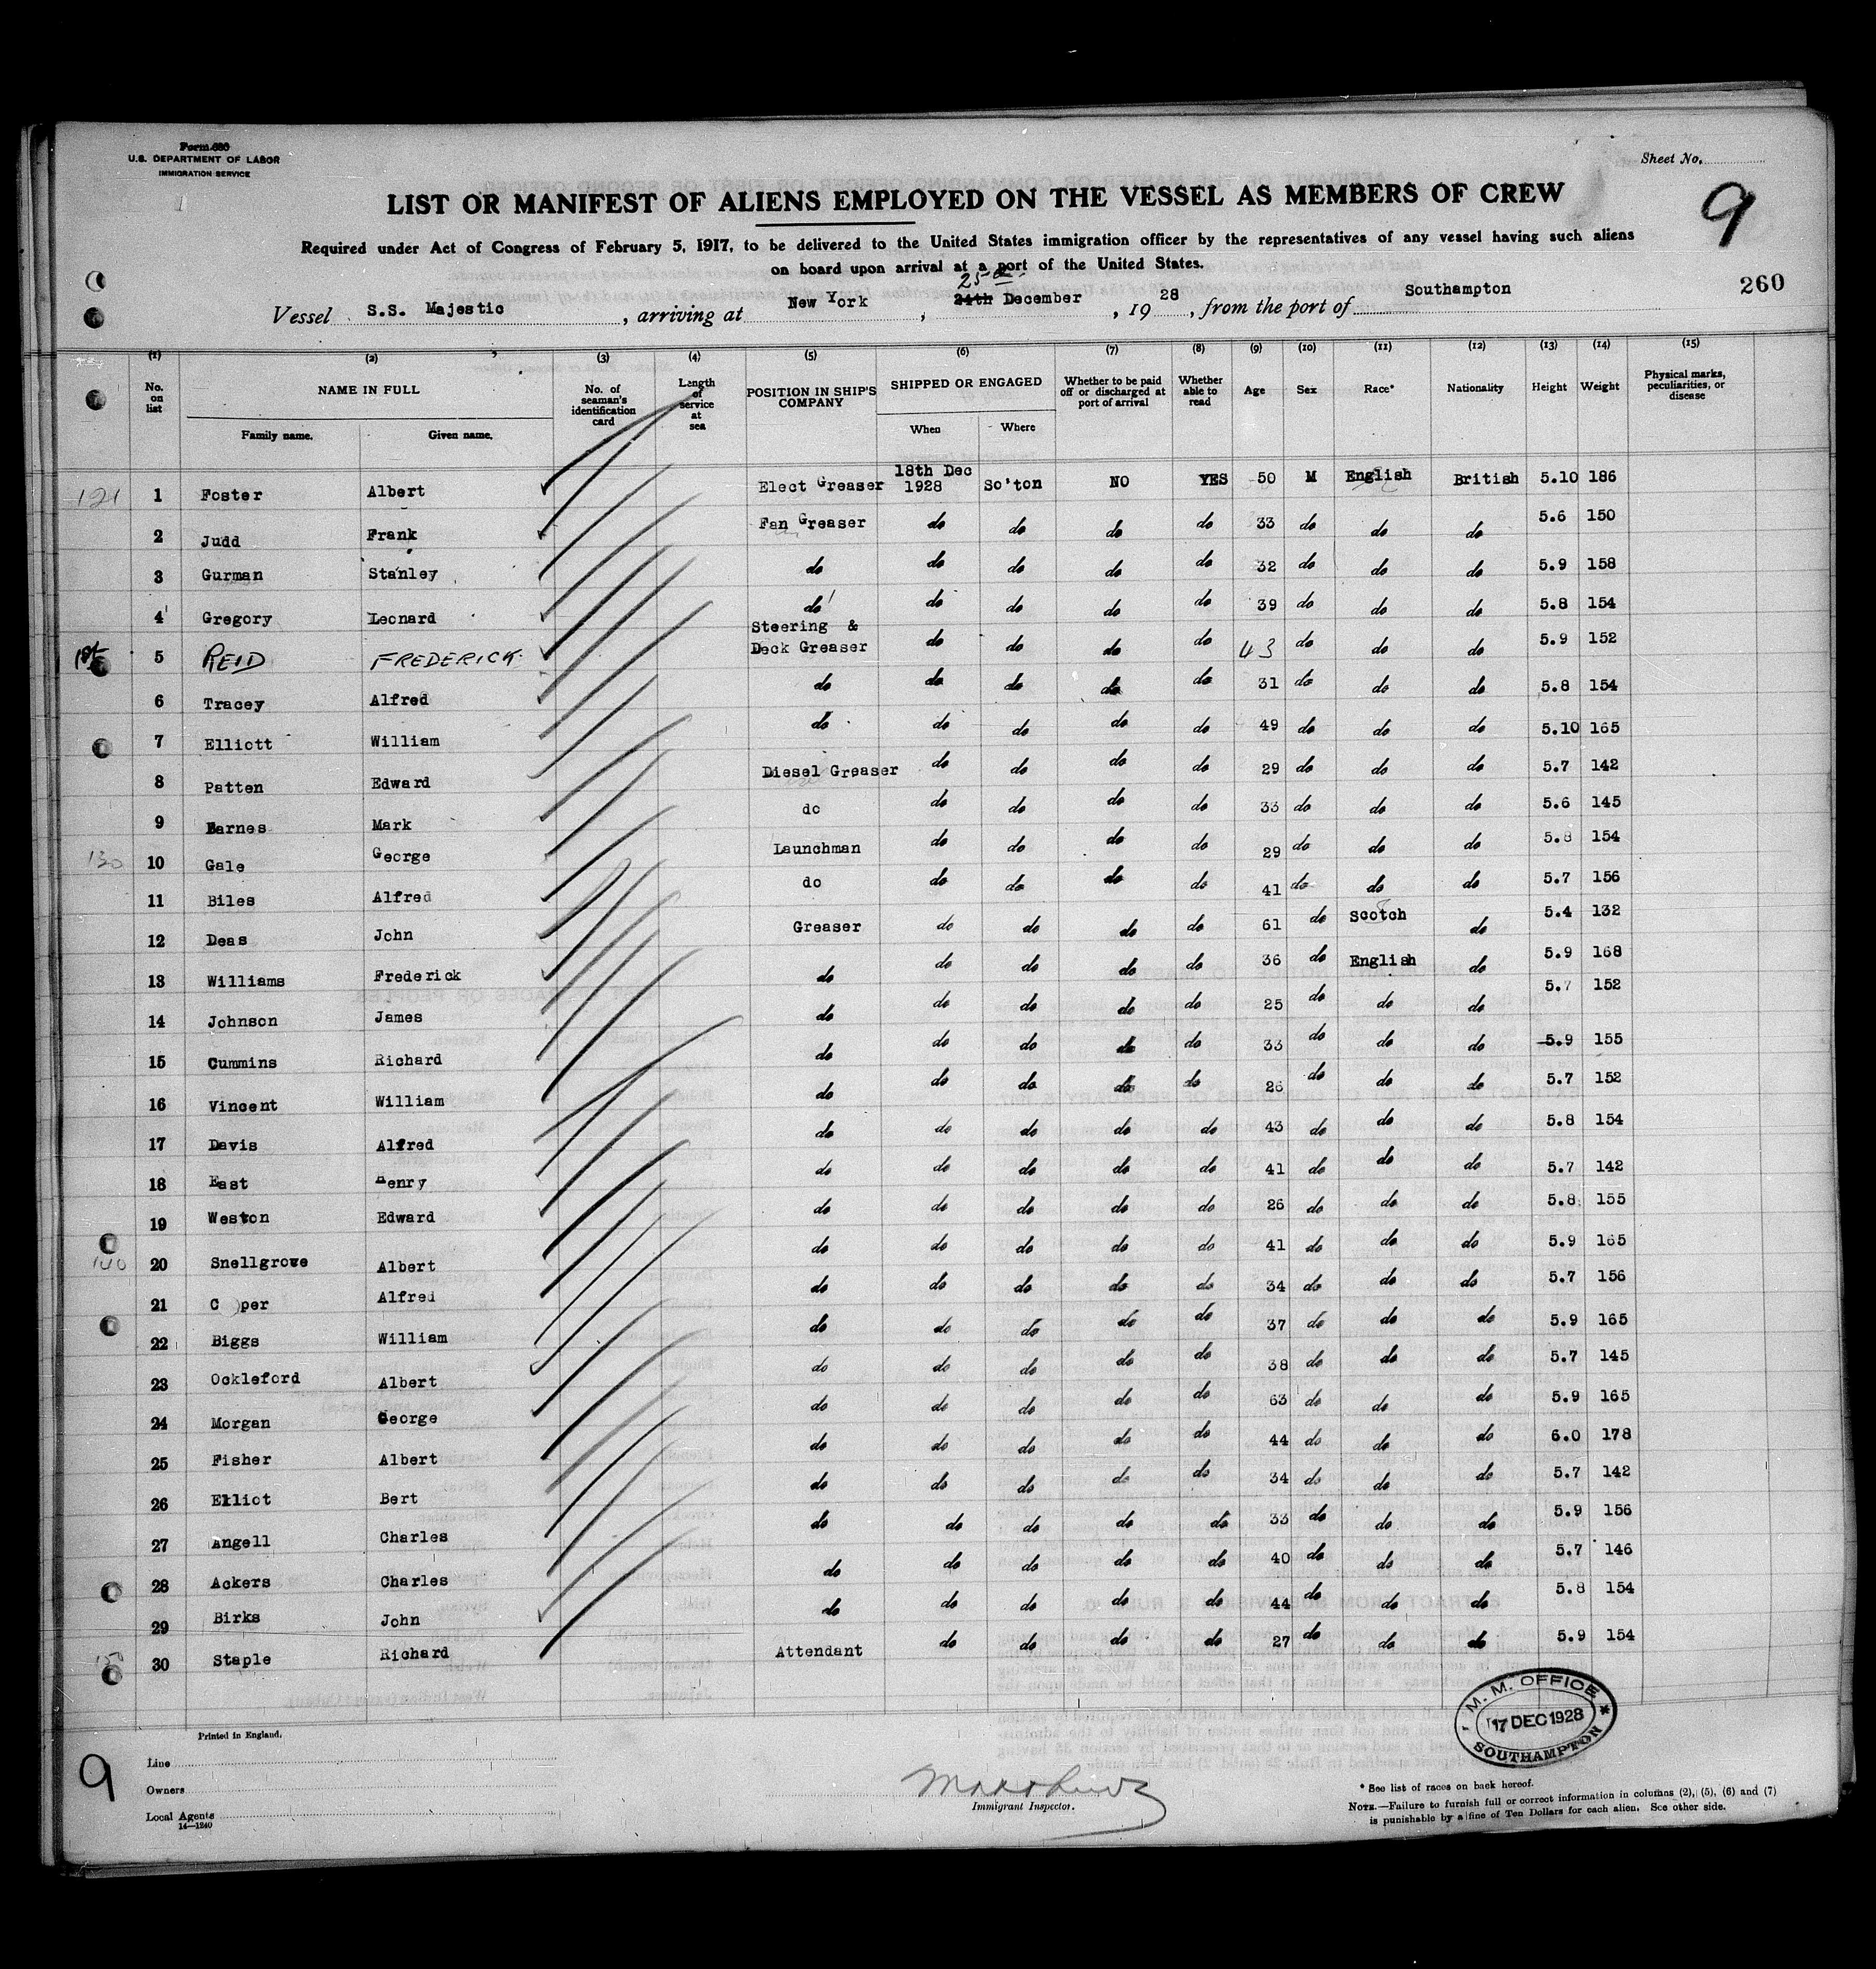 Form 680
U.S. DEPARTMENT OF LABOR
IMMIGRATION SERVICE
Sheet No.
9
LIST OR MANIFEST OF ALIENS EMPLOYED ON THE VESSEL AS MEMBERS OF CREW
Required under Act of Congress of February 5, 1917, to be delivered to the United States immigration officer by the representatives of any vessel having such aliens
on board upon arrival at a port of the United States.
260
Vessel S.S. Majestic, arriving at New York, 24th 25 December, 1928, from the port of Southampton
(1) (2) (3) (4) (5) (6) (7) (8) (9) (10) (11) (12) (13) (14) (15)
No. on list NAME IN FULL Family name. Given name. No. of seaman's identification card Length of service at sea POSITION IN SHIP'S COMPANY SHIPPED OR ENGAGED When Where Whether to be paid off or discharged at port of arrival Whether able to read Age Sex Race* Nationality Height Weight Physical marks, peculiarities, or disease
121 1 Foster Albert Elect Greaser 18th Dec 1928 So'ton NO YES 50 M English British 5.10 186
2 Judd Frank Fan Greaser do do do do 33 do do do 5.6 150
3 Gurman Stanley do do do do do 32 do do do 5.9 158
4 Gregory Leonard do do do do do 39 do do do 5.8 154
5 REID FREDERICK Steering & Deck Greaser do do do do 43 do do do 5.9 152
6 Tracey Alfred do do do do do 31 do do do 5.8 154
7 Elliott William do do do do do 49 do do do 5.10 165
8 Patten Edward Diesel Greaser do do do do 29 do do do 5.7 142
9 Barnes Mark do do do do do 33 do do do 5.6 145
130 10 Gale George Launchman do do do do 29 do do do 5.8 154
11 Biles Alfred do do do do do 41 do do do 5.7 156
12 Deas John Greaser do do do do 61 do Scotch do 5.4 132
13 Williams Frederick do do do do do 36 do English do 5.9 168
14 Johnson James do do do do do 25 do do do 5.7 152
15 Cummins Richard do do do do do 33 do do do 5.9 155
16 Vincent William do do do do do 26 do do do 5.7 152
17 Davis Alfred do do do do do 43 do do do 5.8 154
18 East Henry do do do do do 41 do do do 5.7 142
19 Weston Edward do do do do do 26 do do do 5.8 155
140 20 Snellgrove Albert do do do do do 41 do do do 5.9 165
21 C per Alfred do do do do do 34 do do do 5.7 156
22 Biggs William do do do do do 37 do do do 5.9 165
23 Ockleford Albert do do do do do 38 do do do 5.7 145
24 Morgan George do do do do do 63 do do do 5.9 165
25 Fisher Albert do do do do do 44 do do do 6.0 178
26 Elliot Bert do do do do do 34 do do do 5.7 142
27 Angell Charles do do do do do 33 do do do 5.9 156
28 Ackers Charles do do do do do 40 do do do 5.7 146
29 Birks John do do do do do 44 do do do 5.8 154
30 Staple Richard Attendant do do do do 27 do do do 5.9 154
M. M. OFFICE
17 DEC 1928
SOUTHAMPTON
Printed in England.
9
Line
Owners
Local Agents
14—1240
Immigrant Inspector.
* See list of races on back hereof.
NOTE.—Failure to furnish full or correct information in columns (2), (5), (6) and (7)
is punishable by a fine of Ten Dollars for each alien. See other side.